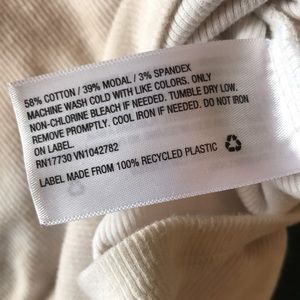 58% COTTON / 39% MODAL / 3% SPANDEX
MACHINE WASH COLD WITH LIKE COLORS. ONLY
NON-CHLORINE BLEACH IF NEEDED. TUMBLE DRY LOW.
REMOVE PROMPTLY. COOL IRON IF NEEDED. DO NOT IRON
ON LABEL.
RN17730 VN1042782
LABEL MADE FROM 100% RECYCLED PLASTIC